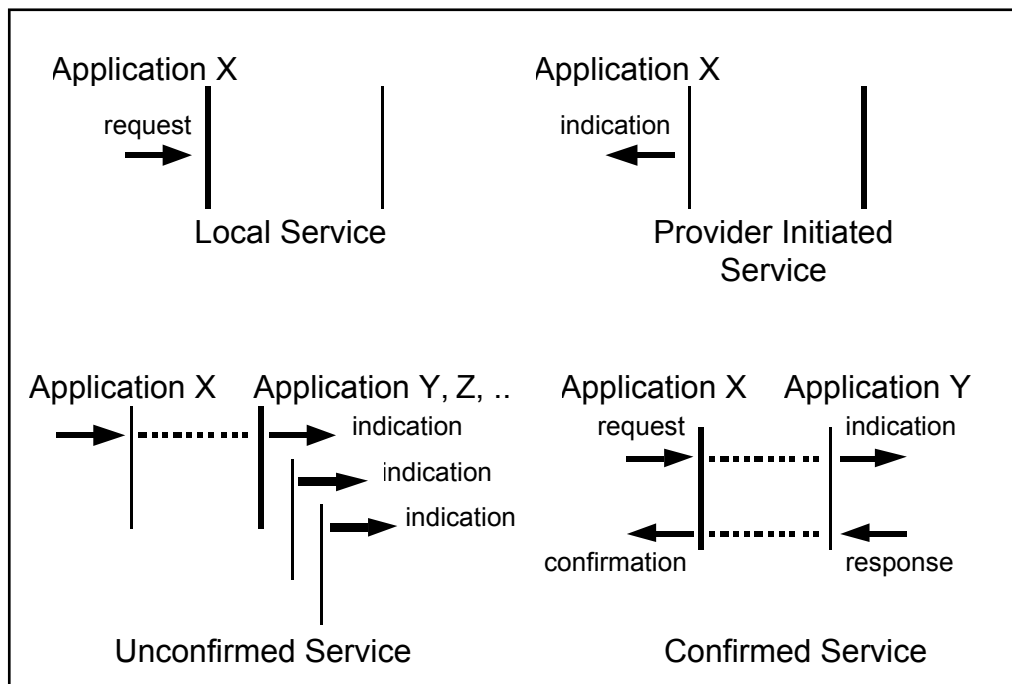 Application X
request
Local Service
Application X
indication
Provider Initiated
Service
Application X
Application Y, Z, ..
indication
indication
indication
Unconfirmed Service
Application X
Application Y
request
indication
confirmation
response
Confirmed Service